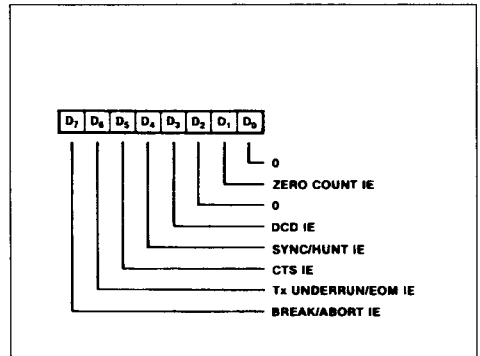 D7 D6 D5 D4 D3 D2 D1 D0
0
ZERO COUNT IE
0
DCD IE
SYNC/HUNT IE
CTS IE
Tx UNDERRUN/EOM IE
BREAK/ABORT IE